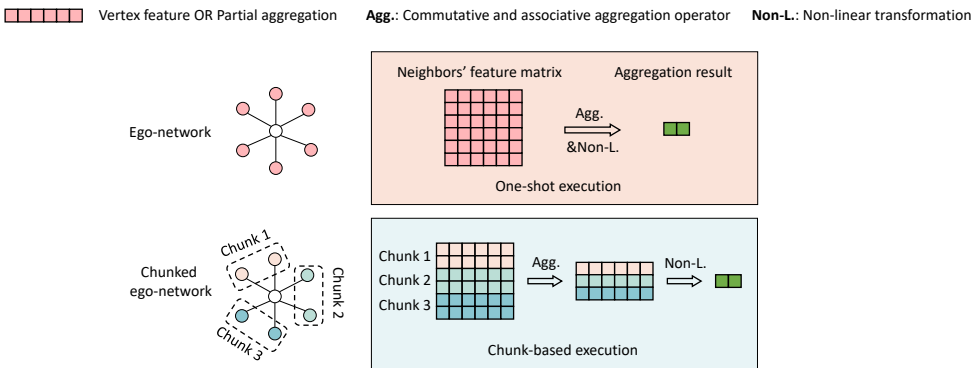 Vertex feature OR Partial aggregation Agg.: Commutative and associative aggregation operator Non-L.: Non-linear transformation
Neighbors' feature matrix Aggregation result
Ego-network
Agg.
&Non-L.
One-shot execution
Chunk 1
Chunked
ego-network
Chunk 2
Chunk 3
Chunk 1
Chunk 2
Chunk 3
Agg.
Non-L.
Chunk-based execution